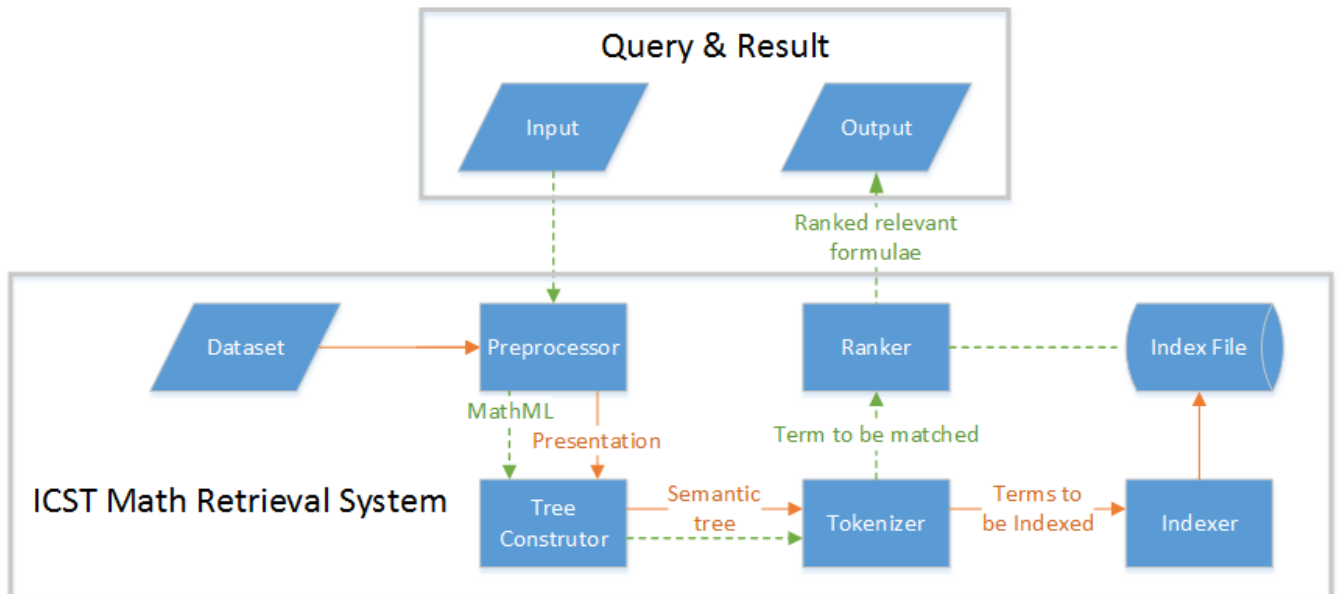 Query & Result
Input
Output
Ranked relevant
formulae
Dataset
Preprocessor
Ranker
Index File
MathML
Presentation
Term to be matched
ICST Math Retrieval System
Tree
Construtor
Semantic
tree
Tokenizer
Terms to
be Indexed
Indexer